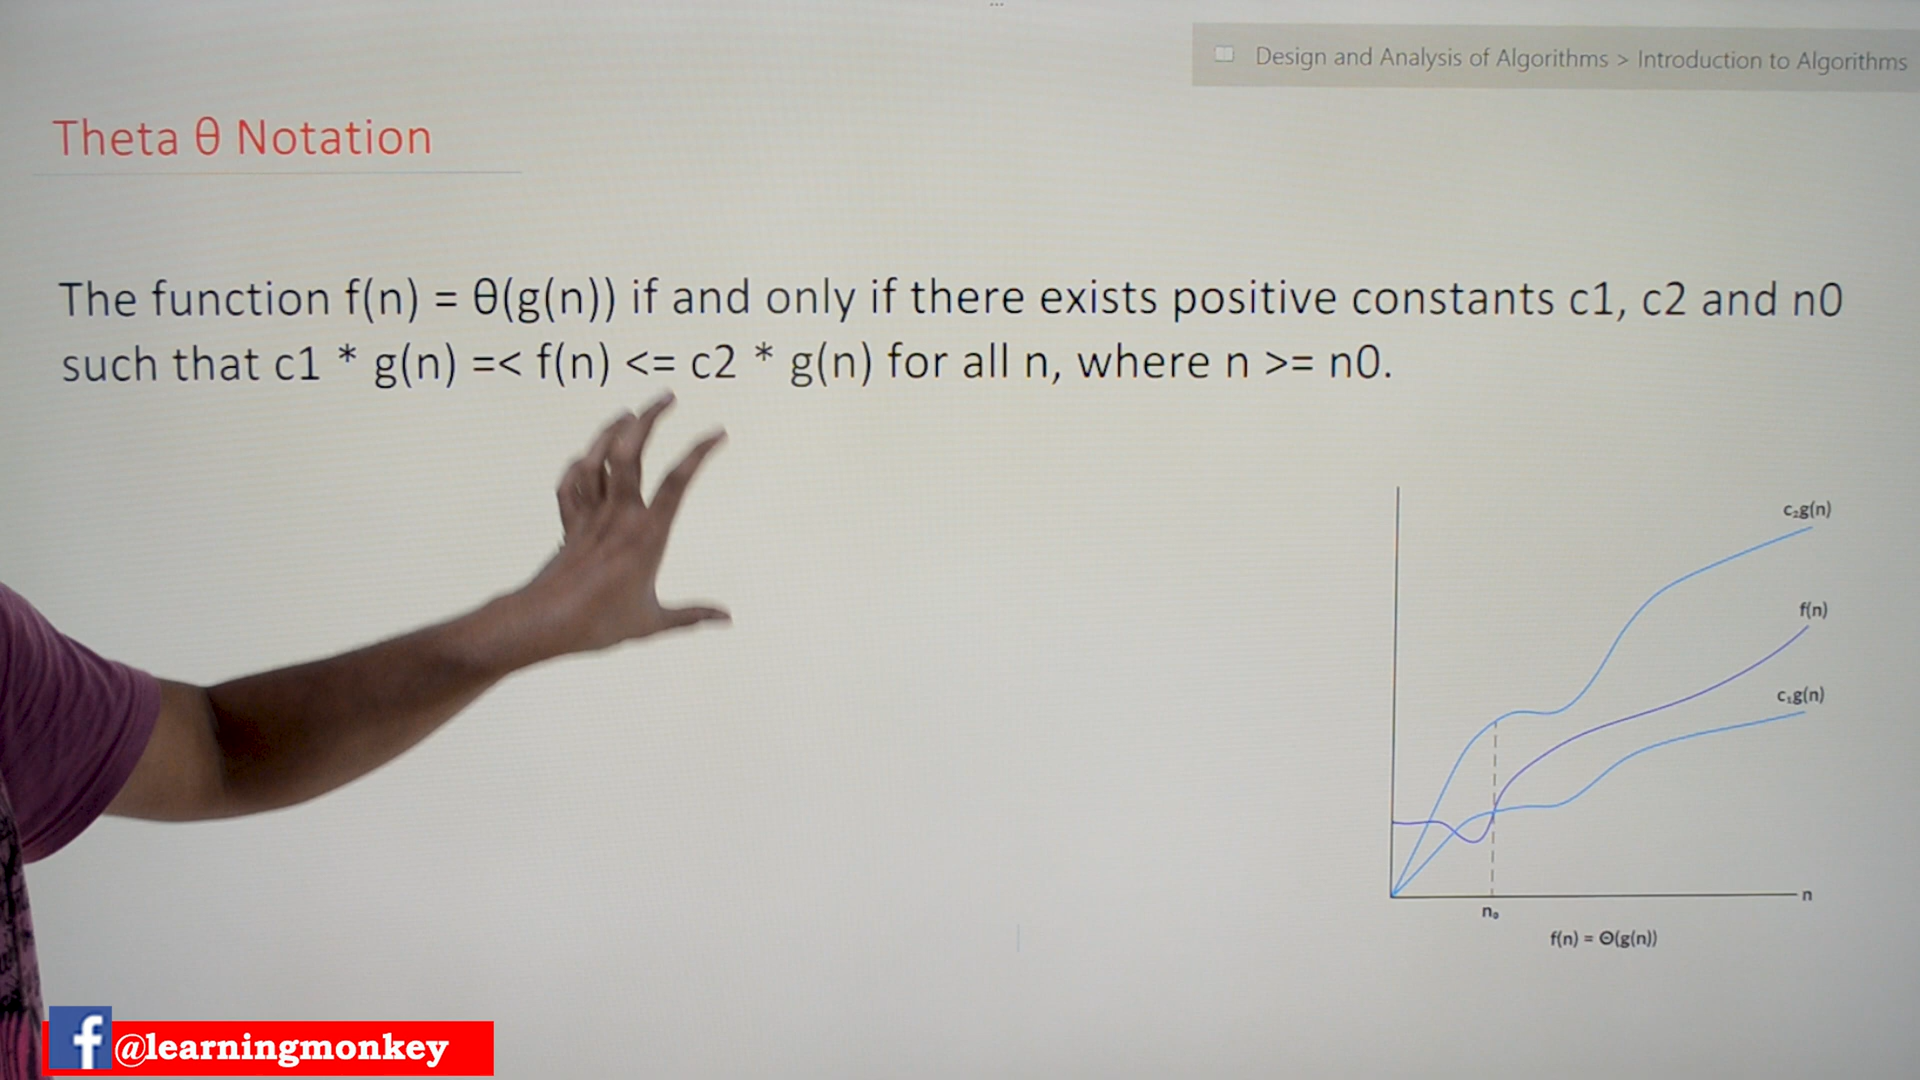 Design and Analysis of Algorithms > Introduction to Algorithms
Theta θ Notation
The function f(n) = θ(g(n)) if and only if there exists positive constants c1, c2 and n0
such that c1 * g(n) =< f(n) <= c2 * g(n) for all n, where n >= n0.
c₂g(n)
f(n)
c₁g(n)
n
n₀
f(n) = Θ(g(n))
f @learningmonkey